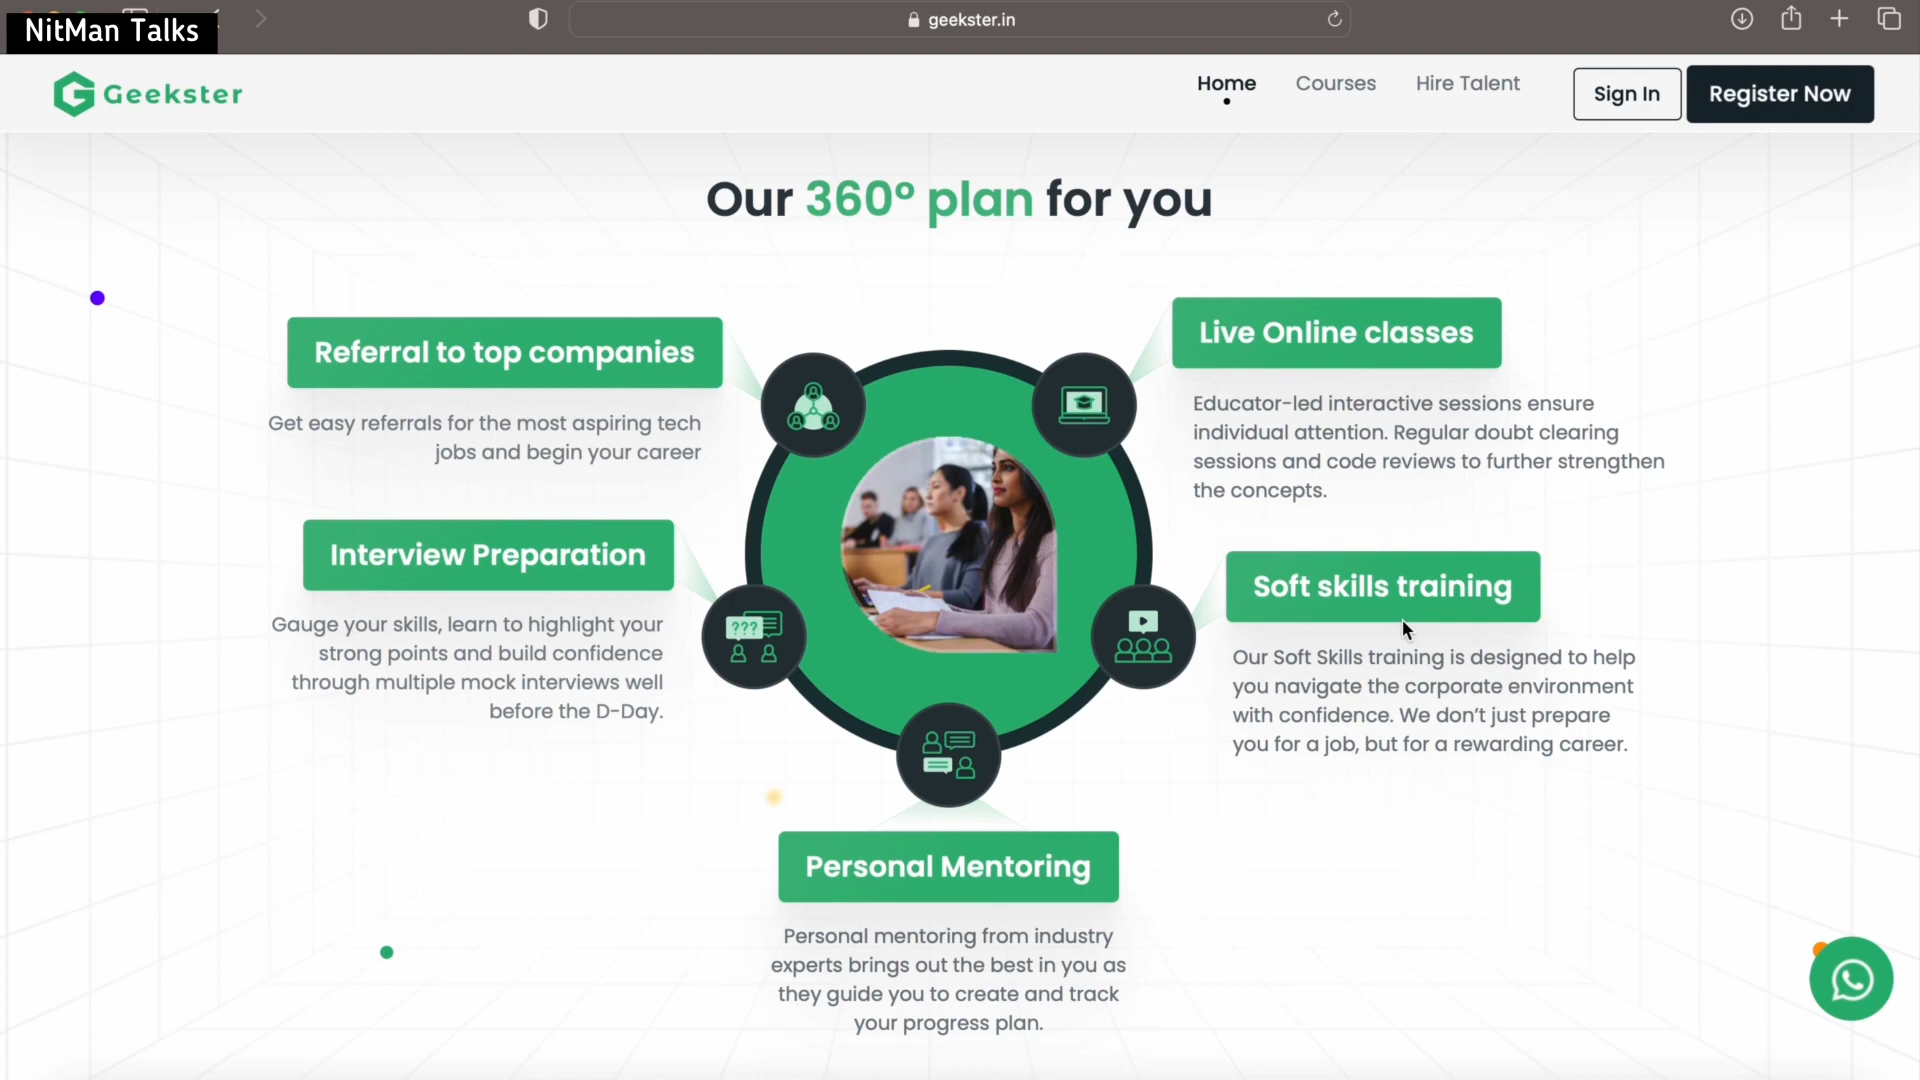 NitMan Talks
geekster.in
Geekster
Home
Courses
Hire Talent
Sign In
Register Now
Our 360° plan for you
Referral to top companies
Get easy referrals for the most aspiring tech
jobs and begin your career
Live Online classes
Educator-led interactive sessions ensure
individual attention. Regular doubt clearing
sessions and code reviews to further strengthen
the concepts.
Interview Preparation
Gauge your skills, learn to highlight your
strong points and build confidence
through multiple mock interviews well
before the D-Day.
???
Soft skills training
Our Soft Skills training is designed to help
you navigate the corporate environment
with confidence. We don’t just prepare
you for a job, but for a rewarding career.
Personal Mentoring
Personal mentoring from industry
experts brings out the best in you as
they guide you to create and track
your progress plan.